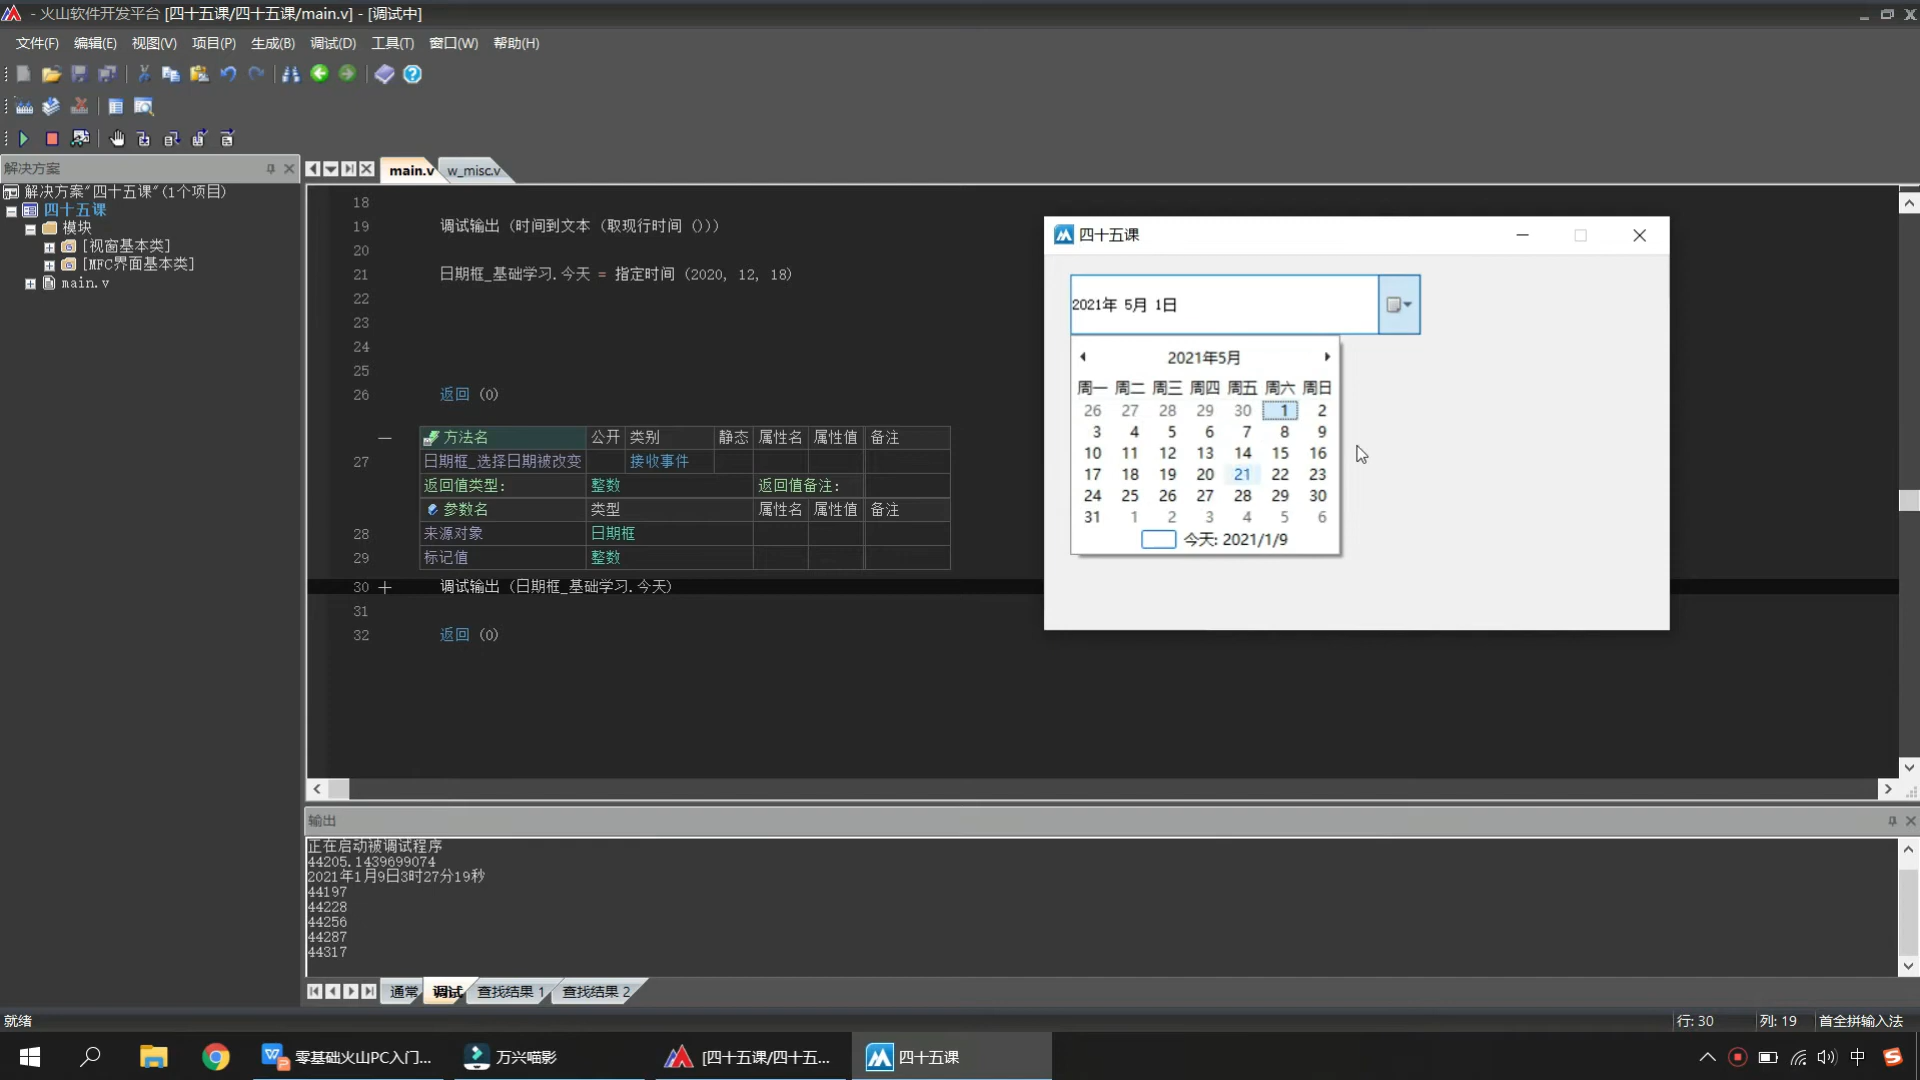 - 火山软件开发平台 [四十五课/四十五课/main.v] - [调试中]
文件(F) 编辑(E) 视图(V) 项目(P) 生成(B) 调试(D) 工具(T) 窗口(W) 帮助(H)
解决方案
解决方案"四十五课"(1个项目)
四十五课
模块
[视窗基本类]
[MFC界面基本类]
main.v
main.v w_misc.v
18
19 调试输出 (时间到文本 (取现行时间 ()))
20
21 日期框_基础学习.今天 = 指定时间 (2020, 12, 18)
22
23
24
25
26 返回 (0)
方法名 公开 类别 静态 属性名 属性值 备注
27 日期框_选择日期被改变 接收事件
返回值类型: 整数 返回值备注:
参数名 类型 属性名 属性值 备注
28 来源对象 日期框
29 标记值 整数
30 调试输出 (日期框_基础学习.今天)
31
32 返回 (0)
四十五课
2021年 5月 1日
2021年5月
周一 周二 周三 周四 周五 周六 周日
26 27 28 29 30 1 2
3 4 5 6 7 8 9
10 11 12 13 14 15 16
17 18 19 20 21 22 23
24 25 26 27 28 29 30
31 1 2 3 4 5 6
今天: 2021/1/9
输出
正在启动被调试程序
44205.1439699074
2021年1月9日3时27分19秒
44197
44228
44256
44287
44317
通常 调试 查找结果 1 查找结果 2
就绪 行: 30 列: 19 首全拼输入法
零基础火山PC入门... 万兴喵影 [四十五课/四十五... 四十五课 中